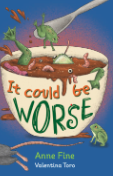 It could be
WORSE
Anne Fine
Valentina Toro